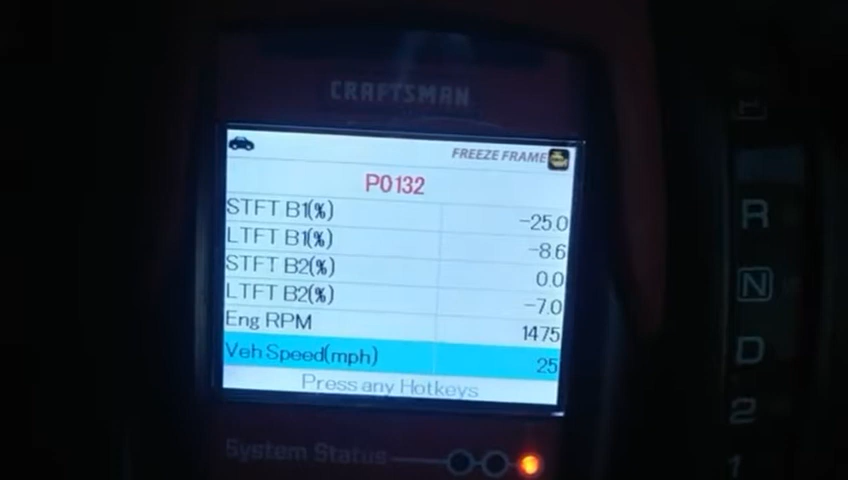 CRAFTSMAN
FREEZE FRAME
P0132
STFT B1(%) -25.0
LTFT B1(%) -8.6
STFT B2(%) 0.0
LTFT B2(%) -7.0
Eng RPM 1475
Veh Speed(mph) 25
Press any Hotkeys
System Status
P
R
N
D
2
1